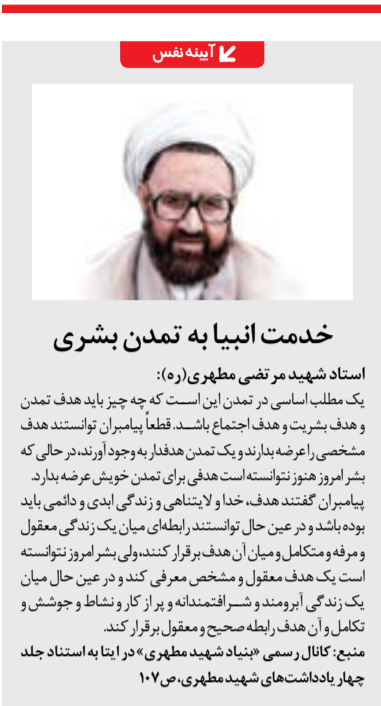 آیینه نفس
خدمت انبیا به تمدن بشری
استاد شهید مرتضی مطهری(ره):
یک مطلب اساسی در تمدن این است که چه چیز باید هدف تمدن
و هدف بشریت و هدف اجتماع باشد. قطعاً پیامبران توانستند هدف
مشخصی را عرضه بدارند و یک تمدن هدفدار به وجود آورند، در حالی که
بشر امروز هنوز نتوانسته است هدفی برای تمدن خویش عرضه بدارد.
پیامبران گفتند هدف، خدا و لایتناهی و زندگی ابدی و دائمی باید
بوده باشد و در عین حال توانستند رابطه‌ای میان یک زندگی معقول
و مرفه و متکامل و میان آن هدف برقرار کنند، ولی بشر امروز نتوانسته
است یک هدف معقول و مشخص معرفی کند و در عین حال میان
یک زندگی آبرومند و شرافتمندانه و پر از کار و نشاط و جوشش و
تکامل و آن هدف رابطه صحیح و معقول برقرار کند.
منبع: کانال رسمی «بنیاد شهید مطهری» در ایتا به استناد جلد
چهار یادداشت‌های شهید مطهری، ص۱۰۷